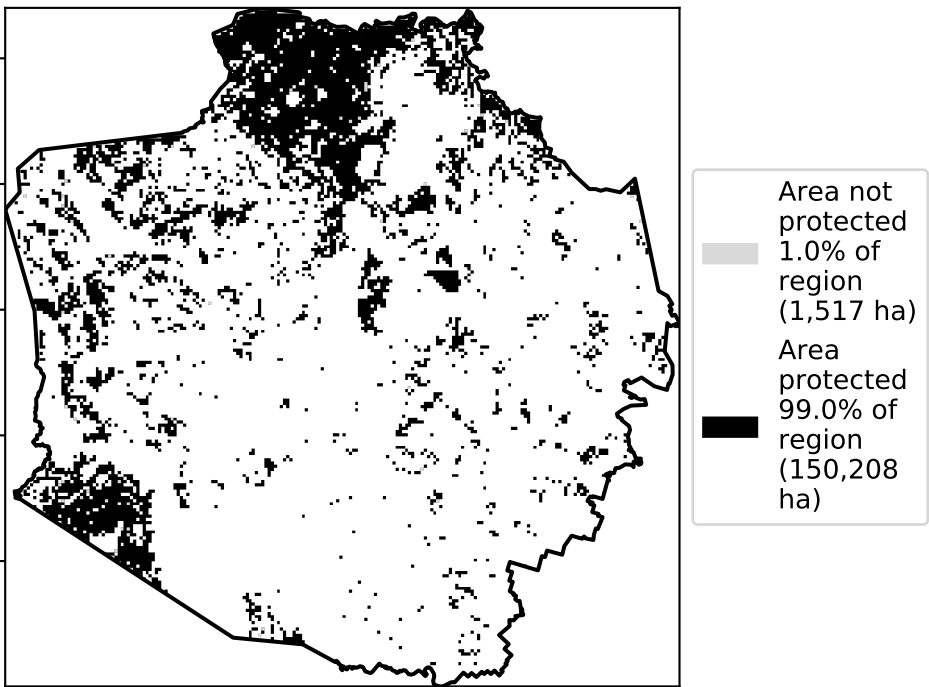 Area not
protected
1.0% of
region
(1,517 ha)
Area
protected
99.0% of
region
(150,208
ha)